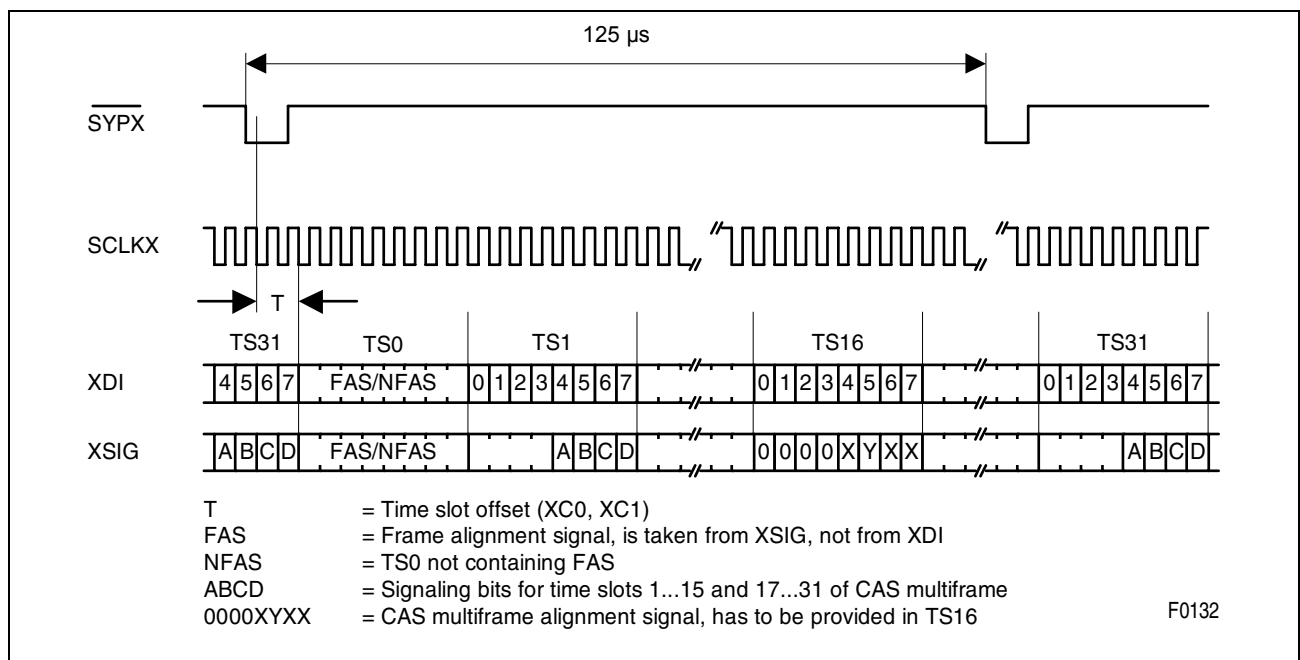 125 µs
SYPX
SCLKX
T
TS31 TS0 TS1 TS16 TS31
XDI 4 5 6 7 FAS/NFAS 0 1 2 3 4 5 6 7 0 1 2 3 4 5 6 7 0 1 2 3 4 5 6 7
XSIG A B C D FAS/NFAS A B C D 0 0 0 0 X Y X X A B C D
T = Time slot offset (XC0, XC1)
FAS = Frame alignment signal, is taken from XSIG, not from XDI
NFAS = TS0 not containing FAS
ABCD = Signaling bits for time slots 1...15 and 17...31 of CAS multiframe
0000XYXX = CAS multiframe alignment signal, has to be provided in TS16
F0132